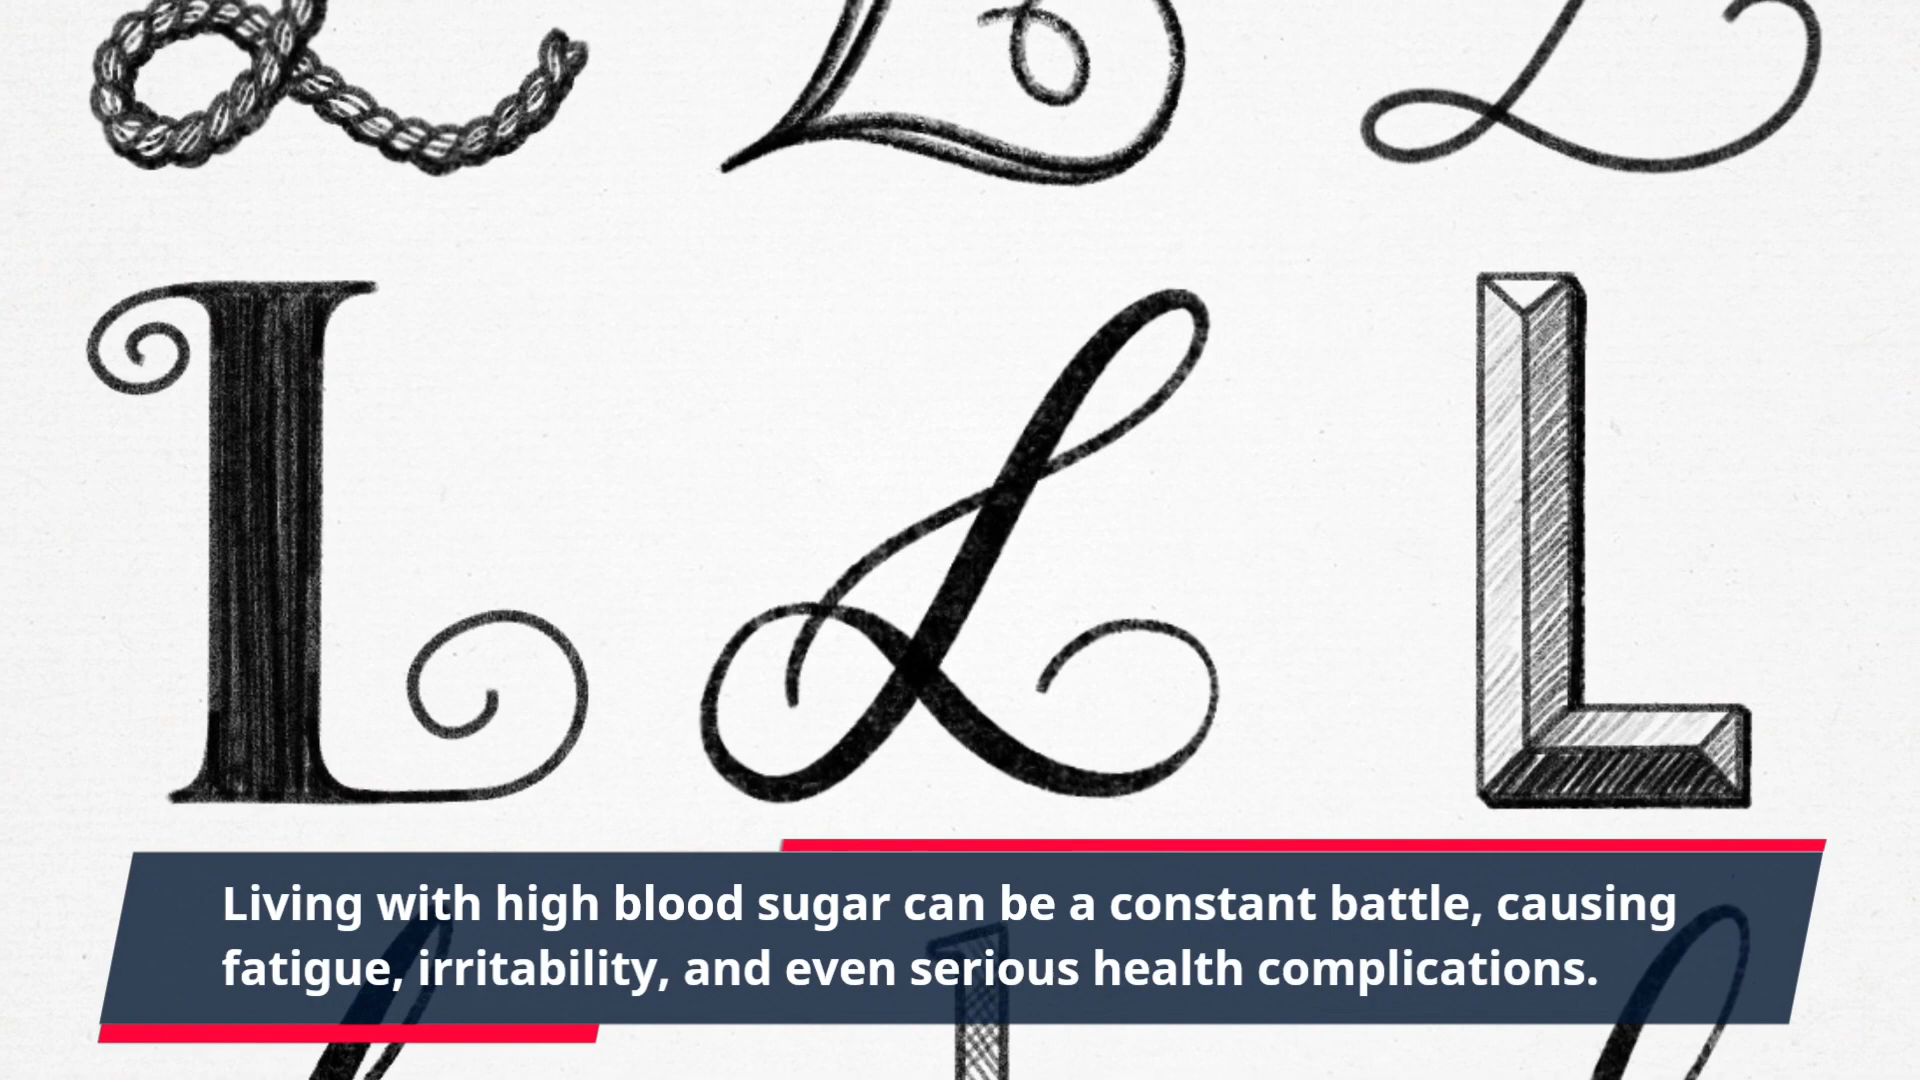 L L L
L L L
Living with high blood sugar can be a constant battle, causing
fatigue, irritability, and even serious health complications.